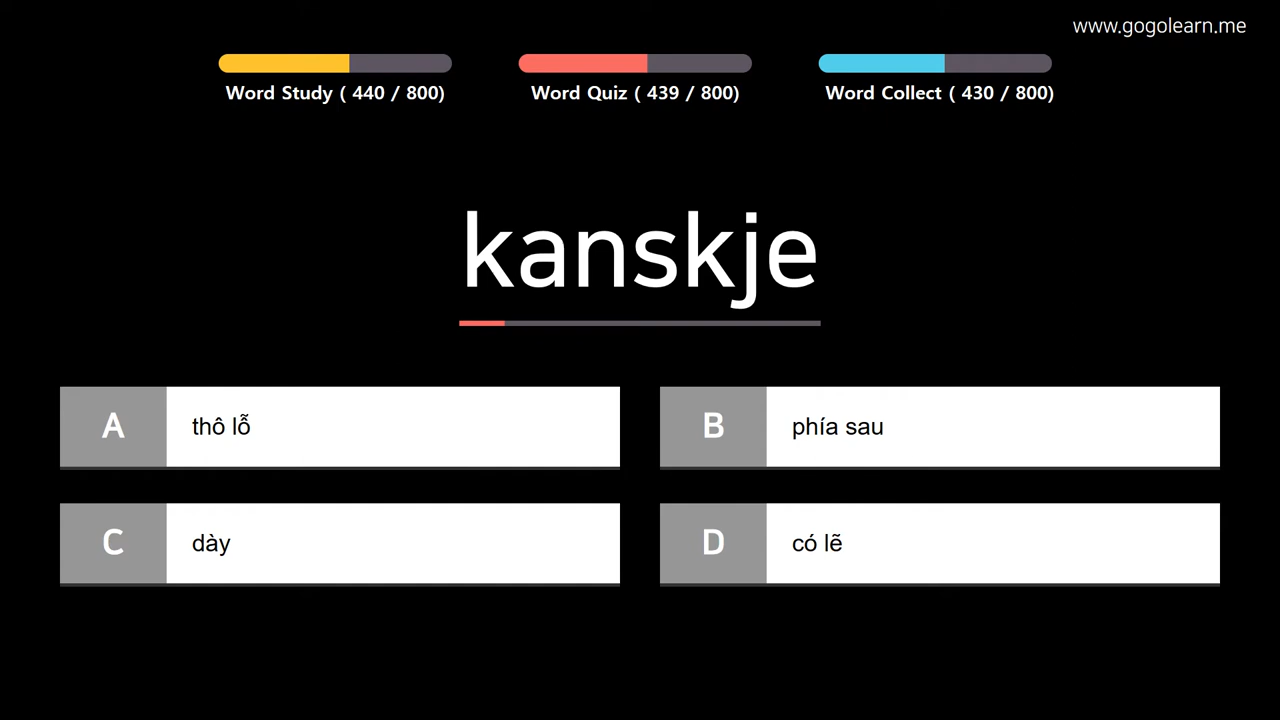 www.gogolearn.me
Word Study ( 440 / 800)
Word Quiz ( 439 / 800)
Word Collect ( 430 / 800)
kanskje
A thô lỗ
B phía sau
C dày
D có lẽ